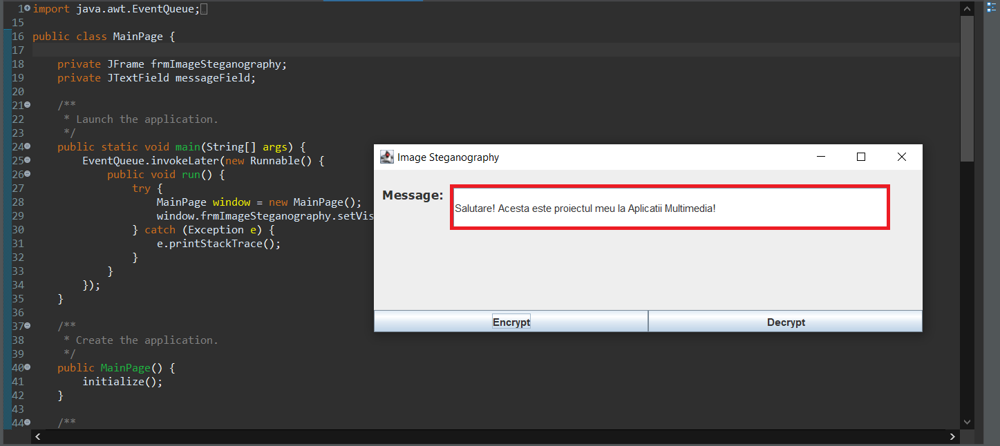 1 import java.awt.EventQueue;
15
16 public class MainPage {
17
18 private JFrame frmImageSteganography;
19 private JTextField messageField;
20
21 /**
22 * Launch the application.
23 */
24 public static void main(String[] args) {
25 EventQueue.invokeLater(new Runnable() {
26 public void run() {
27 try {
28 MainPage window = new MainPage();
29 window.frmImageSteganography.setVis
30 } catch (Exception e) {
31 e.printStackTrace();
32 }
33 }
34 });
35 }
36
37 /**
38 * Create the application.
39 */
40 public MainPage() {
41 initialize();
42 }
43
44 /**
Image Steganography
Message:
Salutare! Acesta este proiectul meu la Aplicatii Multimedia!
Encrypt Decrypt